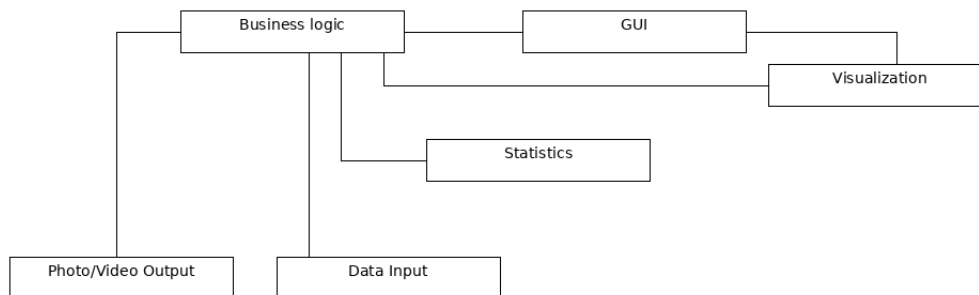 Business logic
GUI
Visualization
Statistics
Photo/Video Output
Data Input